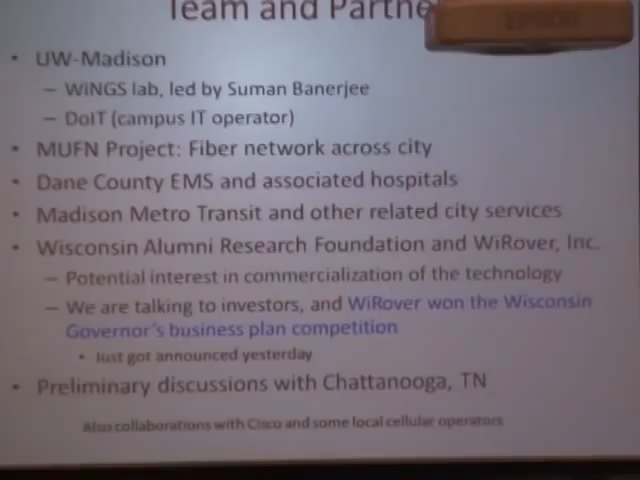 Team and Partne
EPSON
• UW-Madison
– WiNGS lab, led by Suman Banerjee
– DoIT (campus IT operator)
• MUFN Project: Fiber network across city
• Dane County EMS and associated hospitals
• Madison Metro Transit and other related city services
• Wisconsin Alumni Research Foundation and WiRover, Inc.
– Potential interest in commercialization of the technology
– We are talking to investors, and WiRover won the Wisconsin
Governor's business plan competition
• Just got announced yesterday
• Preliminary discussions with Chattanooga, TN
Also collaborations with Cisco and some local cellular operators